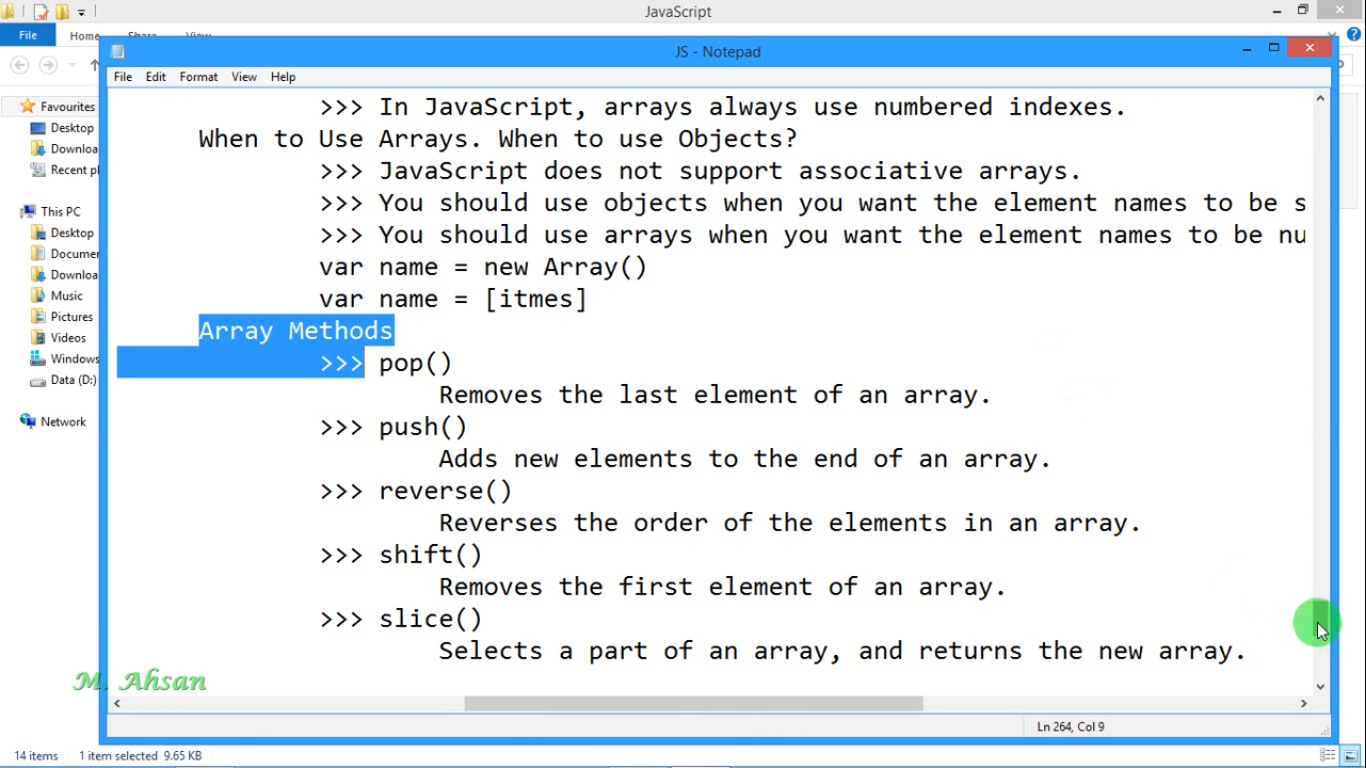 JavaScript
File
Home
Share
View
JS - Notepad
File Edit Format View Help
Favourites
Desktop
Downloa
Recent pl
This PC
Desktop
Documen
Downloa
Music
Pictures
Videos
Windows
Data (D:)
Network
>>> In JavaScript, arrays always use numbered indexes.
When to Use Arrays. When to use Objects?
>>> JavaScript does not support associative arrays.
>>> You should use objects when you want the element names to be s
>>> You should use arrays when you want the element names to be nu
var name = new Array()
var name = [itmes]
Array Methods
>>> pop()
Removes the last element of an array.
>>> push()
Adds new elements to the end of an array.
>>> reverse()
Reverses the order of the elements in an array.
>>> shift()
Removes the first element of an array.
>>> slice()
Selects a part of an array, and returns the new array.
M. Ahsan
Ln 264, Col 9
14 items 1 item selected 9.65 KB